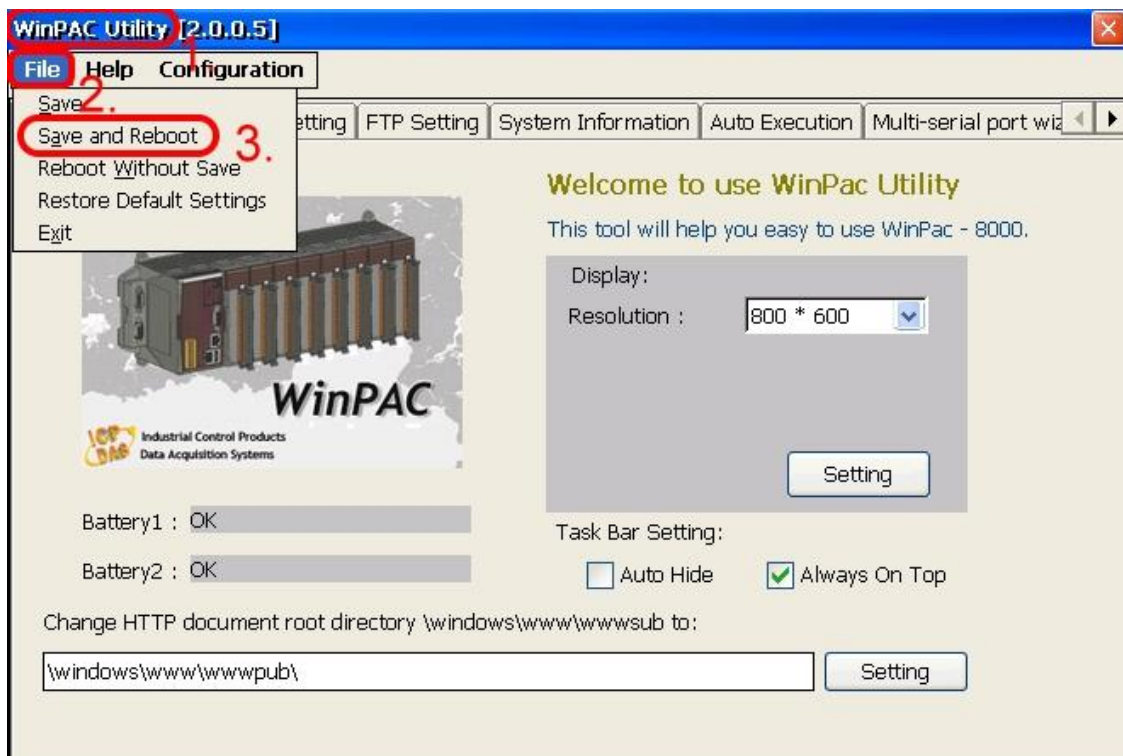 WinPAC Utility [2.0.0.5]
1.
File Help Configuration
2.
Save
Save and Reboot
3.
Reboot Without Save
Restore Default Settings
Exit
etting FTP Setting System Information Auto Execution Multi-serial port wiz
Welcome to use WinPac Utility
This tool will help you easy to use WinPac - 8000.
WinPAC
ICP DAS
Industrial Control Products
Data Acquisition Systems
Display:
Resolution : 800 * 600
Setting
Battery1 : OK
Battery2 : OK
Task Bar Setting:
Auto Hide Always On Top
Change HTTP document root directory \windows\www\wwwsub to:
\windows\www\wwwpub\ Setting